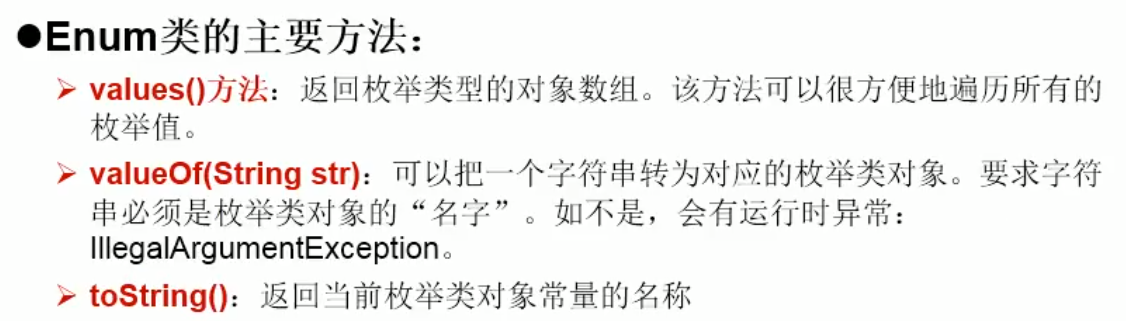 ●Enum类的主要方法：
➢ values()方法：返回枚举类型的对象数组。该方法可以很方便地遍历所有的
枚举值。
➢ valueOf(String str)：可以把一个字符串转为对应的枚举类对象。要求字符
串必须是枚举类对象的“名字”。如不是，会有运行时异常：
IllegalArgumentException。
➢ toString()：返回当前枚举类对象常量的名称